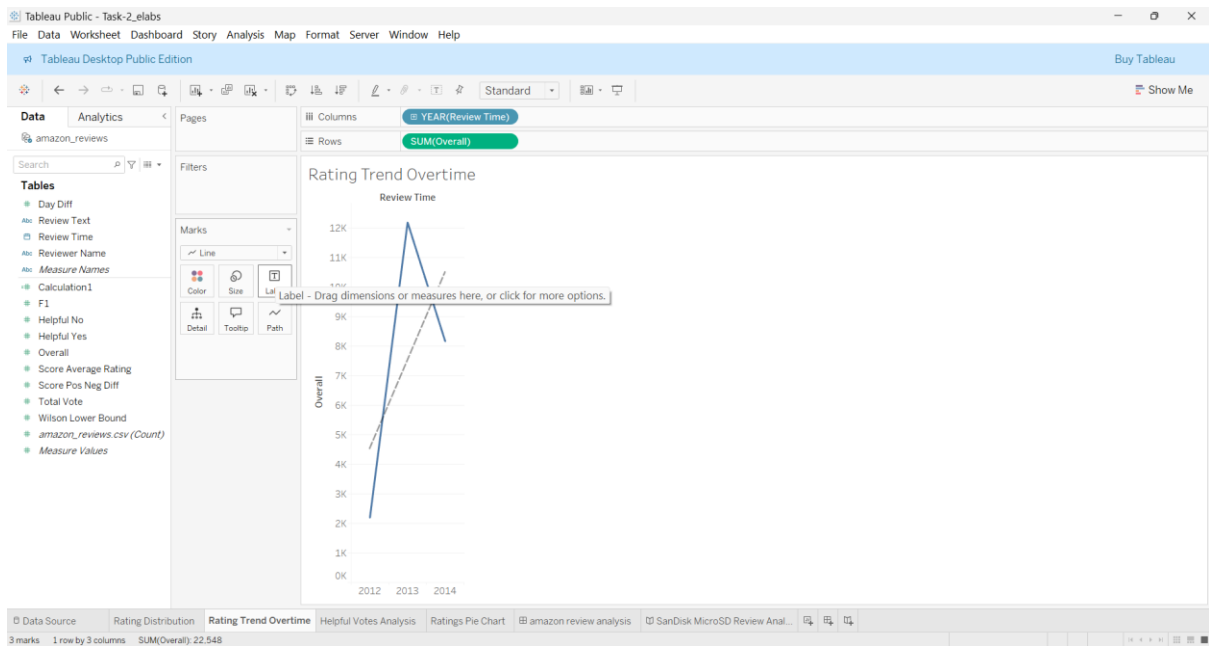 Tableau Public - Task-2_elabs
File Data Worksheet Dashboard Story Analysis Map Format Server Window Help
Tableau Desktop Public Edition
Buy Tableau
Standard
Show Me
Data Analytics
amazon_reviews
Search
Tables
Day Diff
Abc Review Text
Review Time
Abc Reviewer Name
Abc Measure Names
Calculation1
F1
Helpful No
Helpful Yes
Overall
Score Average Rating
Score Pos Neg Diff
Total Vote
Wilson Lower Bound
amazon_reviews.csv (Count)
Measure Values
Pages
Filters
Marks
Line
Color Size
Detail Tooltip Path
Columns YEAR(Review Time)
Rows SUM(Overall)
Rating Trend Overtime
Review Time
12K
11K
Label - Drag dimensions or measures here, or click for more options.
9K
8K
7K
6K
5K
4K
3K
2K
1K
0K
Overall
2012 2013 2014
Data Source Rating Distribution Rating Trend Overtime Helpful Votes Analysis Ratings Pie Chart amazon review analysis SanDisk MicroSD Review Anal...
3 marks 1 row by 3 columns SUM(Overall): 22,548